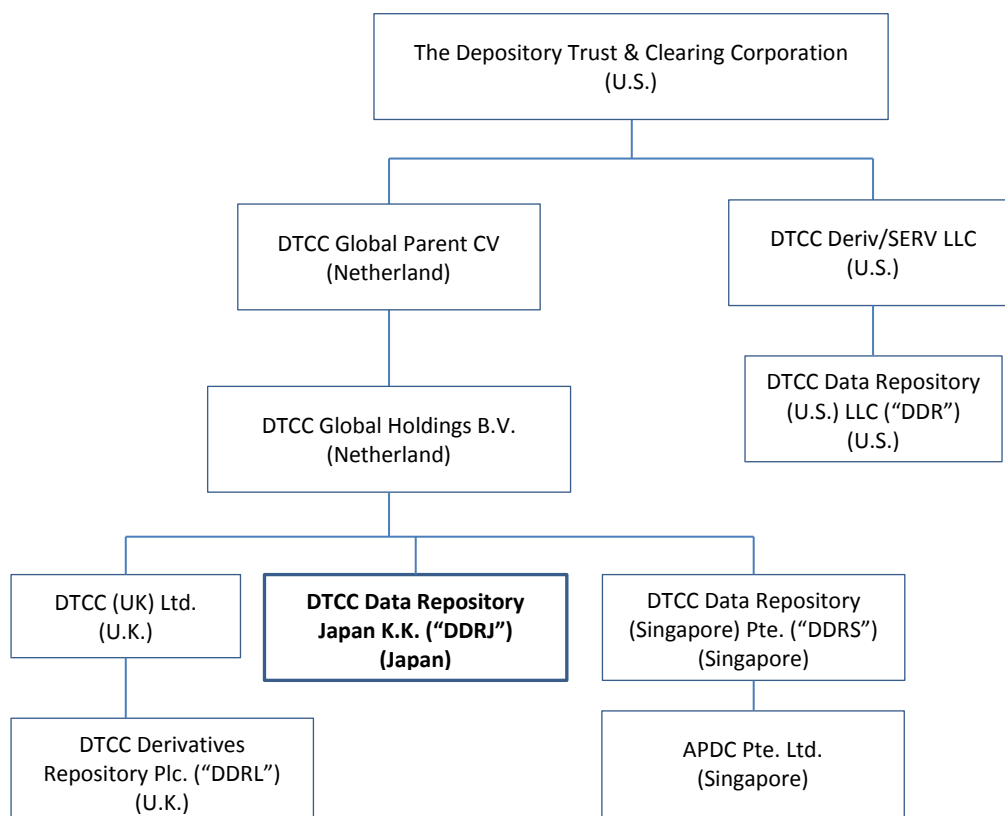 The Depository Trust & Clearing Corporation
(U.S.)
DTCC Global Parent CV
(Netherland)
DTCC Deriv/SERV LLC
(U.S.)
DTCC Global Holdings B.V.
(Netherland)
DTCC Data Repository
(U.S.) LLC (“DDR”)
(U.S.)
DTCC (UK) Ltd.
(U.K.)
DTCC Data Repository
Japan K.K. (“DDRJ”)
(Japan)
DTCC Data Repository
(Singapore) Pte. (“DDRS”)
(Singapore)
DTCC Derivatives
Repository Plc. (“DDRL”)
(U.K.)
APDC Pte. Ltd.
(Singapore)